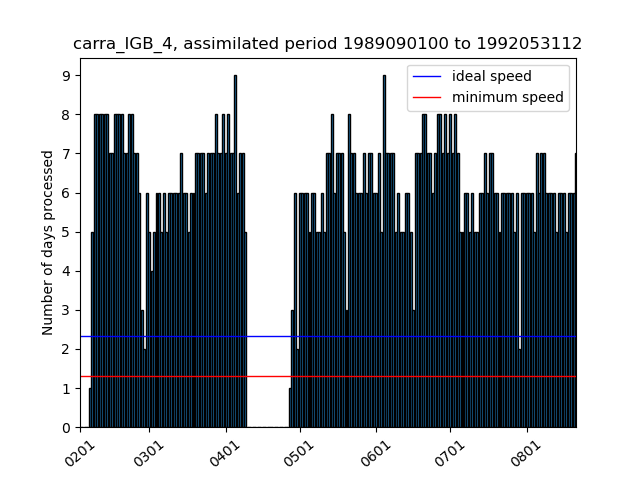 carra_IGB_4, assimilated period 1989090100 to 1992053112
ideal speed
minimum speed
Number of days processed
9
8
7
6
5
4
3
2
1
0
0201 0301 0401 0501 0601 0701 0801